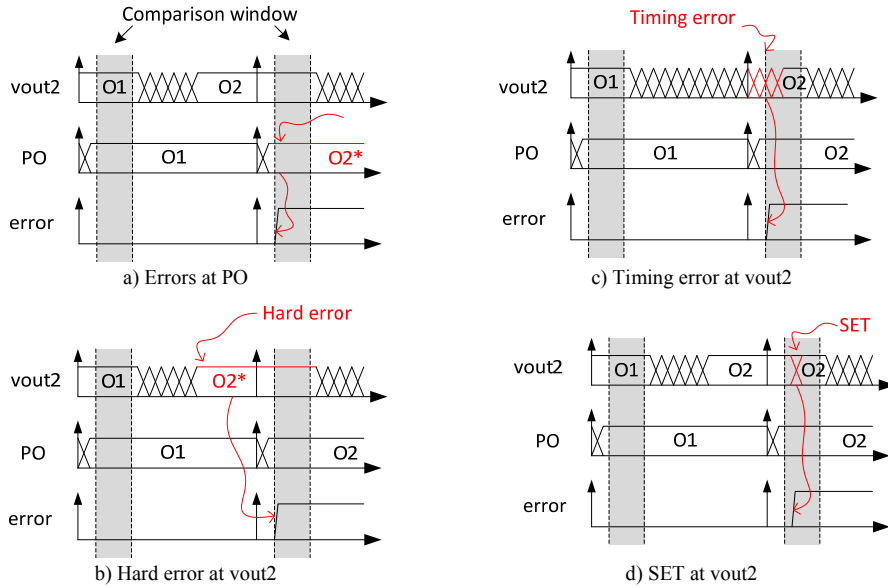 Comparison window
vout2 O1 O2
PO O1 O2*
error
a) Errors at PO
Timing error
vout2 O1 O2
PO O1 O2
error
c) Timing error at vout2
Hard error
vout2 O1 O2*
PO O1 O2
error
b) Hard error at vout2
SET
vout2 O1 O2 O2
PO O1 O2
error
d) SET at vout2